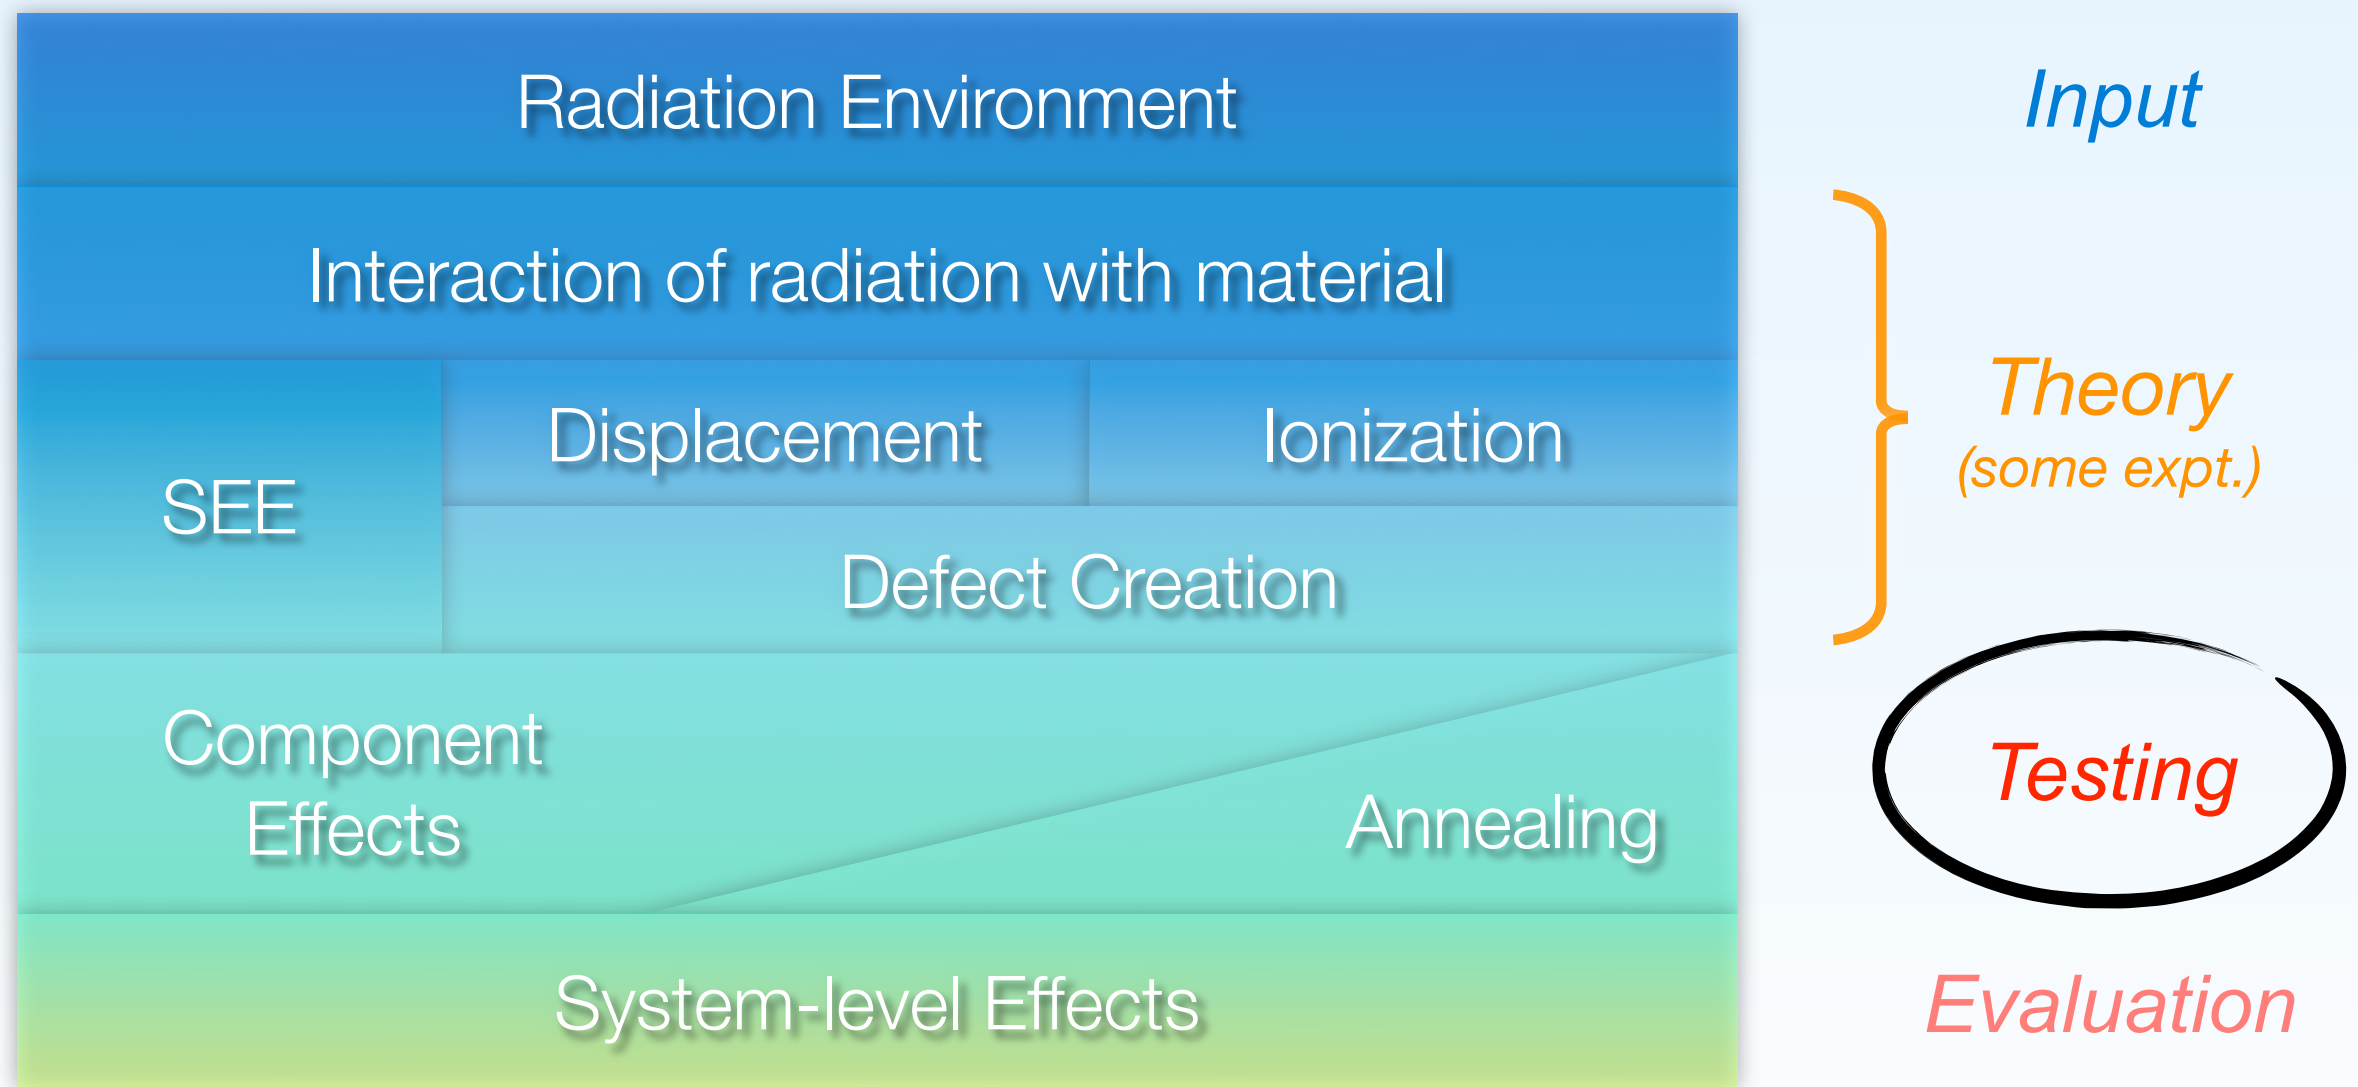 Radiation Environment
Input
Interaction of radiation with material
SEE
Displacement
Ionization
Theory
(some expt.)
Defect Creation
Component
Effects
Annealing
Testing
System-level Effects
Evaluation